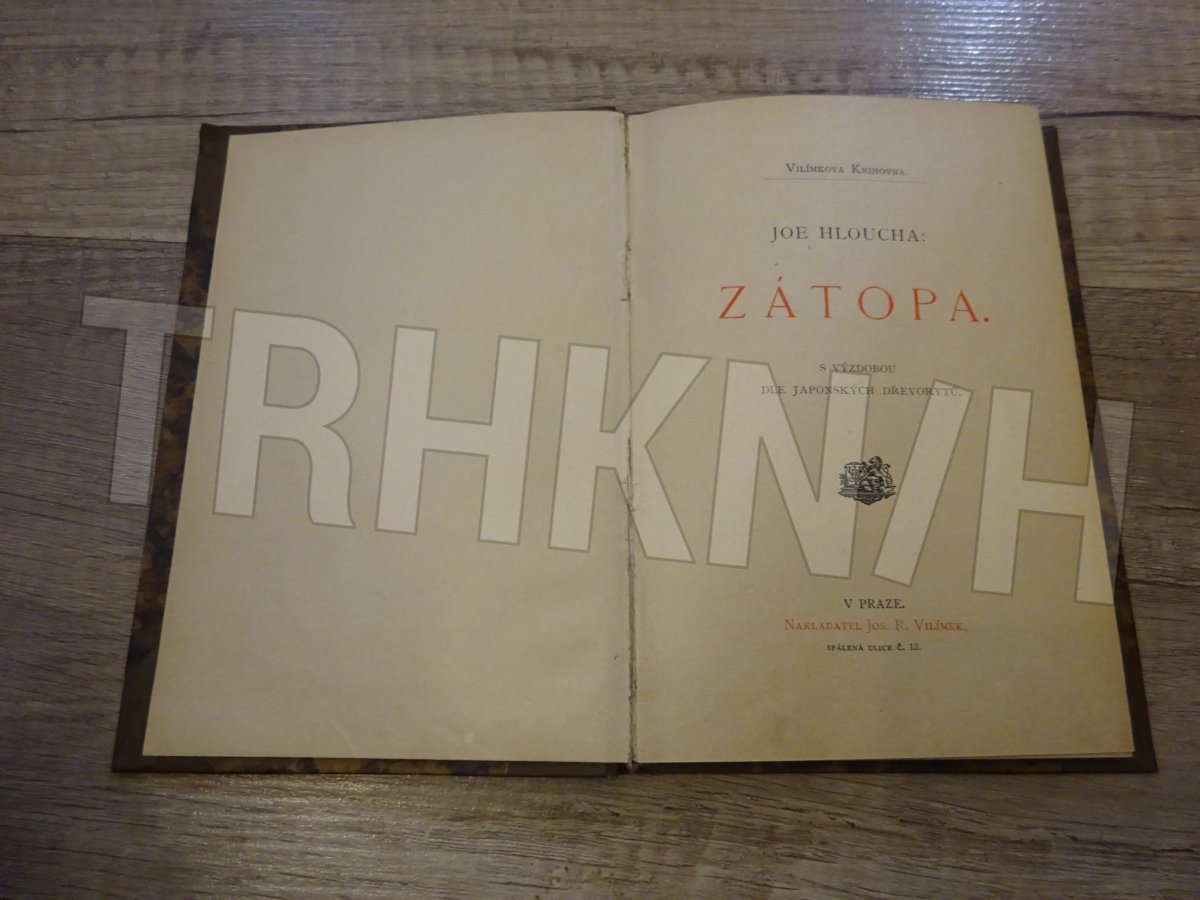 VILÍMKOVA KNIHOVNA.
JOE HLOUCHA:
ZÁTOPA.
S VÝZDOBOU
DLE JAPONSKÝCH DŘEVORYTŮ.
TRHKNIH
V PRAZE.
NAKLADATEL JOS. R. VILÍMEK.
SPÁLENÁ ULICE Č. 13.